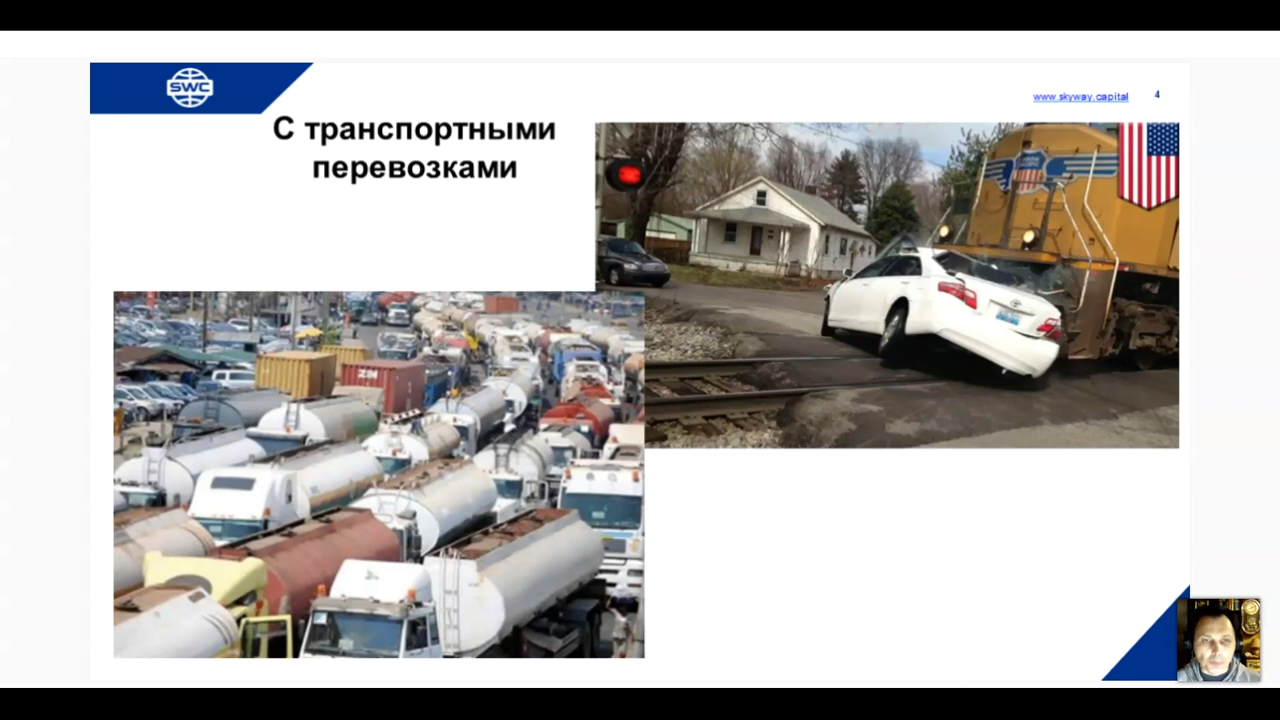 SWC
www.skyway.capital
4
С транспортными
перевозками